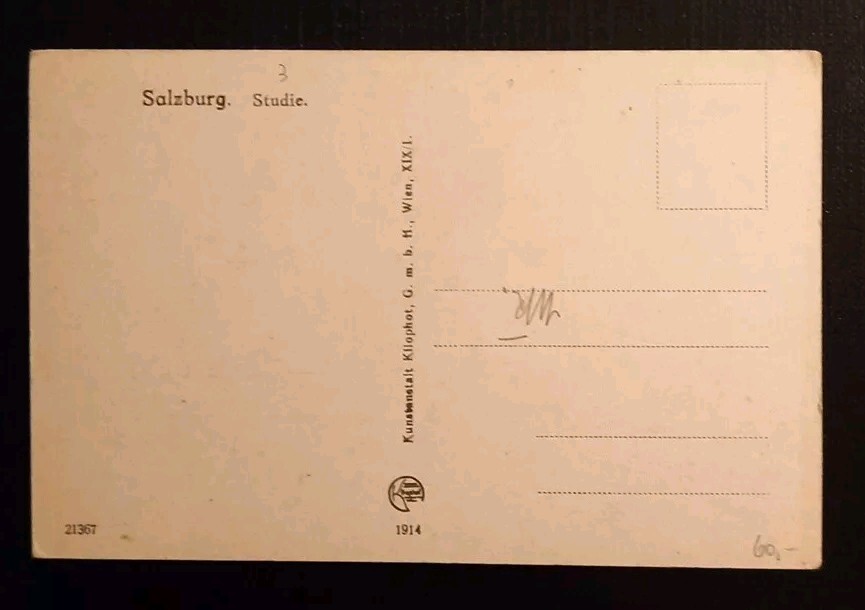 3
Salzburg. Studie.
Kunstanstalt Kilophot, G. m. b. H., Wien, XIX/1.
21367
1914
60,-